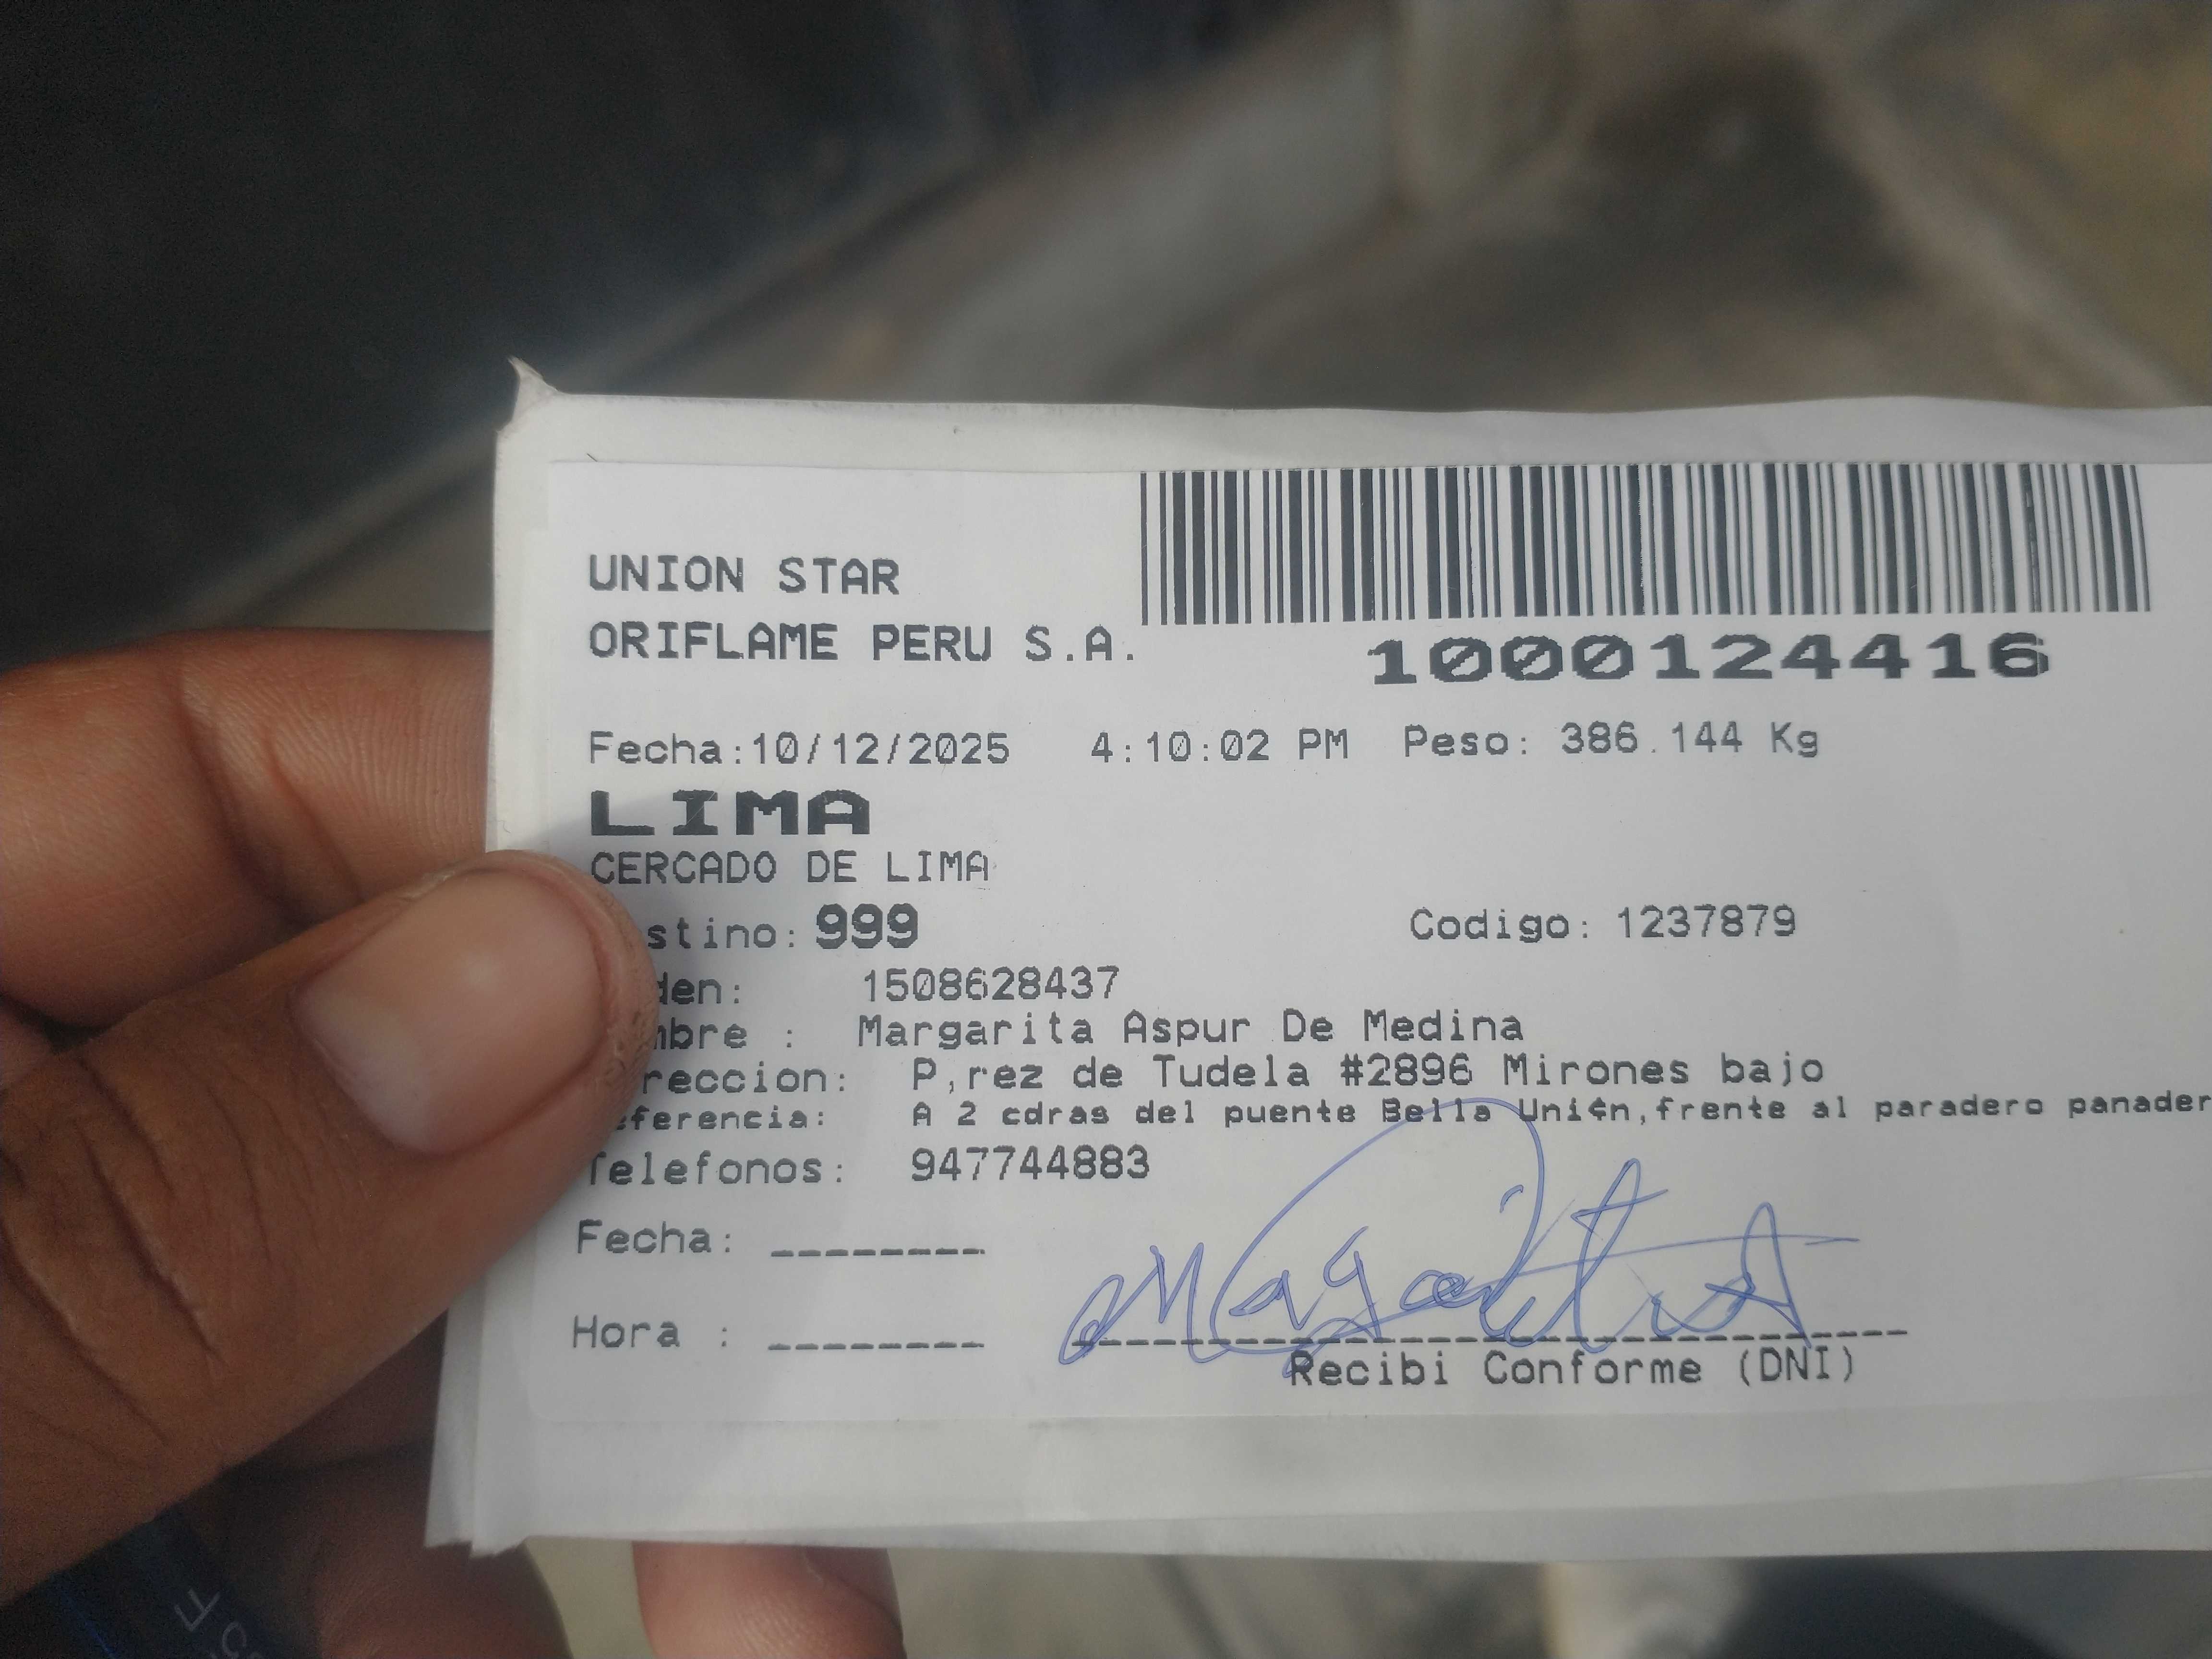 UNION STAR
ORIFLAME PERU S.A.
1000124416
Fecha:10/12/2025 4:10:02 PM Peso: 386.144 Kg
LIMA
CERCADO DE LIMA
stino: 999 Codigo: 1237879
den: 1508628437
mbre : Margarita Aspur De Medina
reccion: P,rez de Tudela #2896 Mirones bajo
eferencia: A 2 cdras del puente Bella Uni¢n,frente al paradero panader
Telefonos: 947744883
Fecha: --------
Margarita
Hora : --------
Recibi Conforme (DNI)